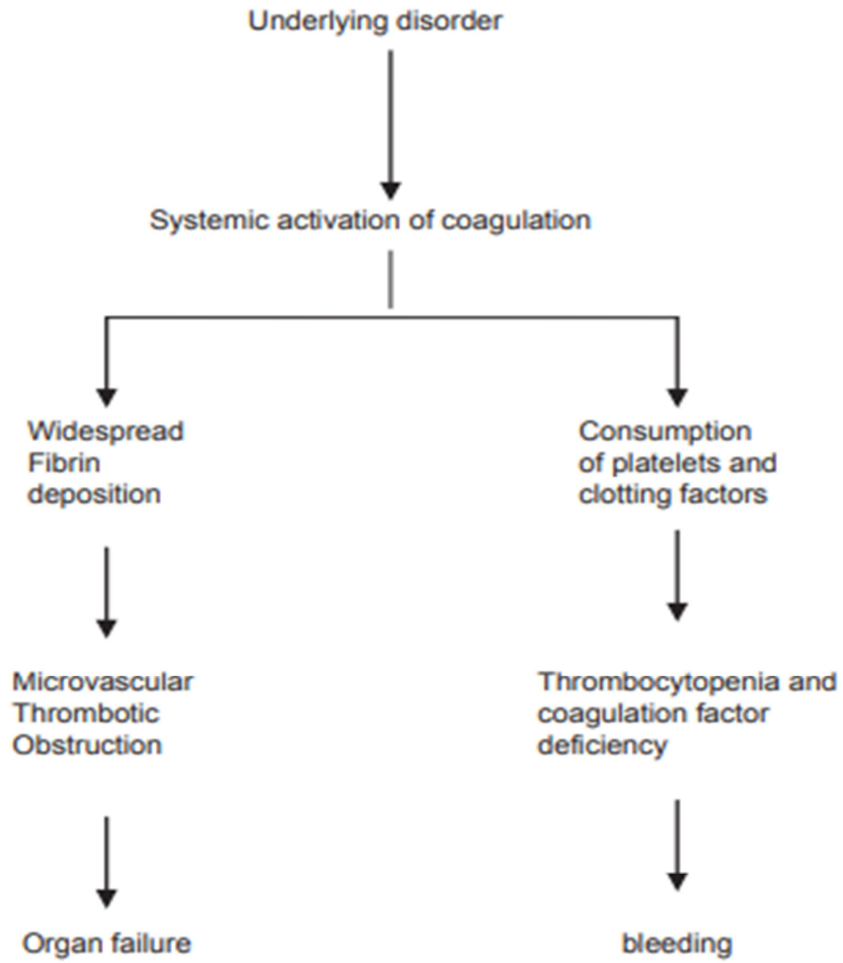 Underlying disorder
Systemic activation of coagulation
Widespread
Fibrin
deposition
Consumption
of platelets and
clotting factors
Microvascular
Thrombotic
Obstruction
Thrombocytopenia and
coagulation factor
deficiency
Organ failure
bleeding